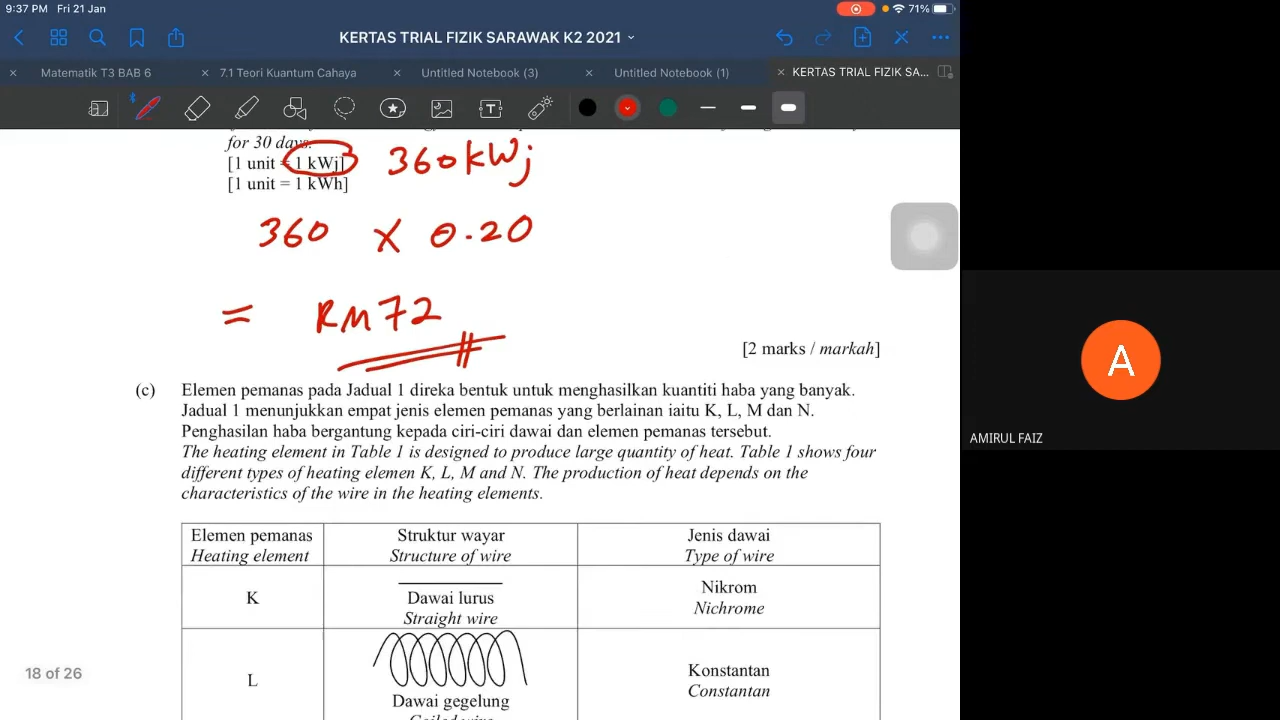 9:37 PM Fri 21 Jan
71%
KERTAS TRIAL FIZIK SARAWAK K2 2021
Matematik T3 BAB 6
7.1 Teori Kuantum Cahaya
Untitled Notebook (3)
Untitled Notebook (1)
KERTAS TRIAL FIZIK SA...
for 30 days.
[1 unit = 1 kWj] 360 kWj
[1 unit = 1 kWh]
360 X 0.20
= RM72
[2 marks / markah]
(c) Elemen pemanas pada Jadual 1 direka bentuk untuk menghasilkan kuantiti haba yang banyak.
Jadual 1 menunjukkan empat jenis elemen pemanas yang berlainan iaitu K, L, M dan N.
Penghasilan haba bergantung kepada ciri-ciri dawai dan elemen pemanas tersebut.
The heating element in Table 1 is designed to produce large quantity of heat. Table 1 shows four
different types of heating elemen K, L, M and N. The production of heat depends on the
characteristics of the wire in the heating elements.
Elemen pemanas
Heating element
Struktur wayar
Structure of wire
Jenis dawai
Type of wire
K
Dawai lurus
Straight wire
Nikrom
Nichrome
L
Dawai gegelung
Konstantan
Constantan
18 of 26
A
AMIRUL FAIZ